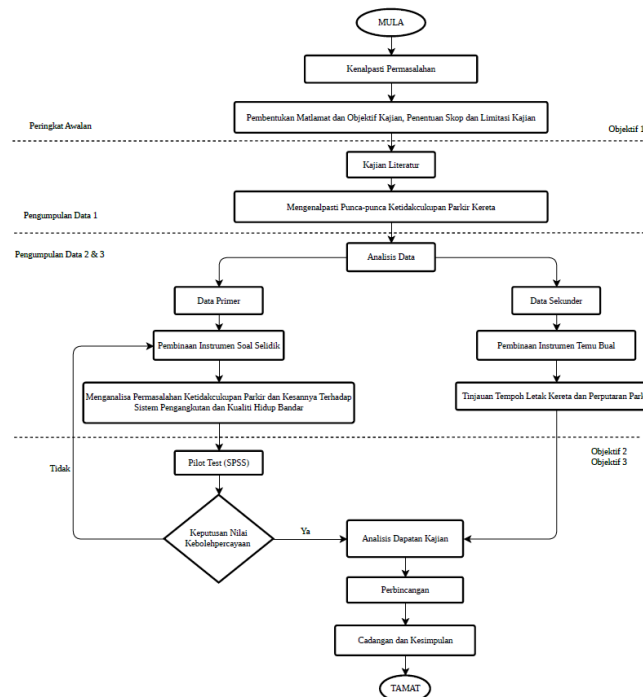 MULA
Kenalpasti Permasalahan
Pembentukan Matlamat dan Objektif Kajian, Penentuan Skop dan Limitasi Kajian
Peringkat Awalan
Objektif 1
Kajian Literatur
Mengenalpasti Punca-punca Ketidakcukupan Parkir Kereta
Pengumpulan Data 1
Pengumpulan Data 2 & 3
Analisis Data
Data Primer
Data Sekunder
Pembinaan Instrumen Soal Selidik
Pembinaan Instrumen Temu Bual
Menganalisa Permasalahan Ketidakcukupan Parkir dan Kesannya Terhadap
Sistem Pengangkutan dan Kualiti Hidup Bandar
Tinjauan Tempoh Letak Kereta dan Perputaran Park
Objektif 2
Objektif 3
Tidak
Pilot Test (SPSS)
Keputusan Nilai
Kebolehpercayaan
Ya
Analisis Dapatan Kajian
Perbincangan
Cadangan dan Kesimpulan
TAMAT